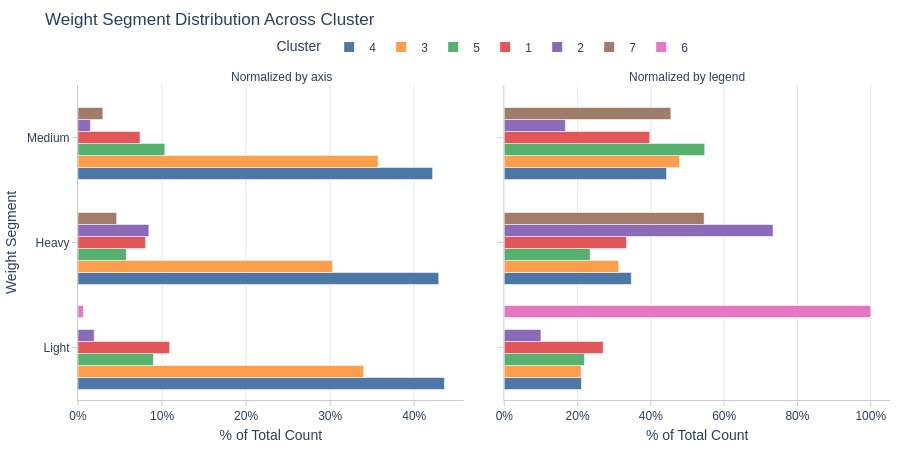 Weight Segment Distribution Across Cluster
Cluster 4 3 5 1 2 7 6
Normalized by axis
Normalized by legend
Weight Segment
Medium
Heavy
Light
0% 10% 20% 30% 40%
0% 20% 40% 60% 80% 100%
% of Total Count
% of Total Count